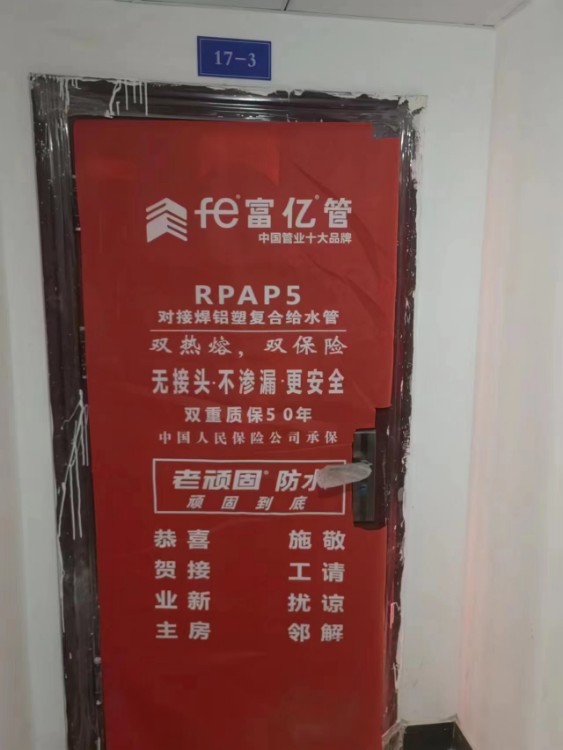 17-3
fe®富亿®管
中国管业十大品牌
RPAP5
对接焊铝塑复合给水管
双热熔，双保险
无接头·不渗漏·更安全
双重质保50年
中国人民保险公司承保
老顽固®防水
顽固到底
恭喜 施敬
贺接 工请
业新 扰谅
主房 邻解